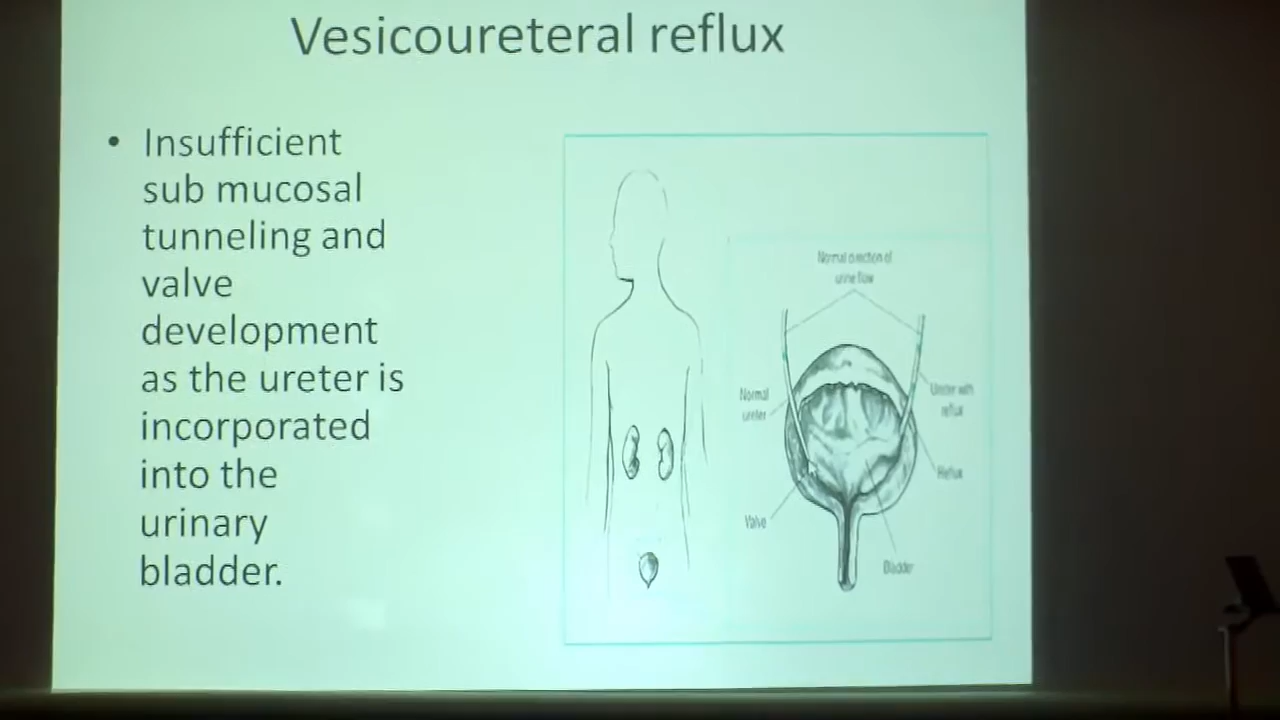 Vesicoureteral reflux
• Insufficient
sub mucosal
tunneling and
valve
development
as the ureter is
incorporated
into the
urinary
bladder.
Normal direction of
urine flow
Normal
ureter
Ureter with
reflux
Reflux
Valve
Bladder